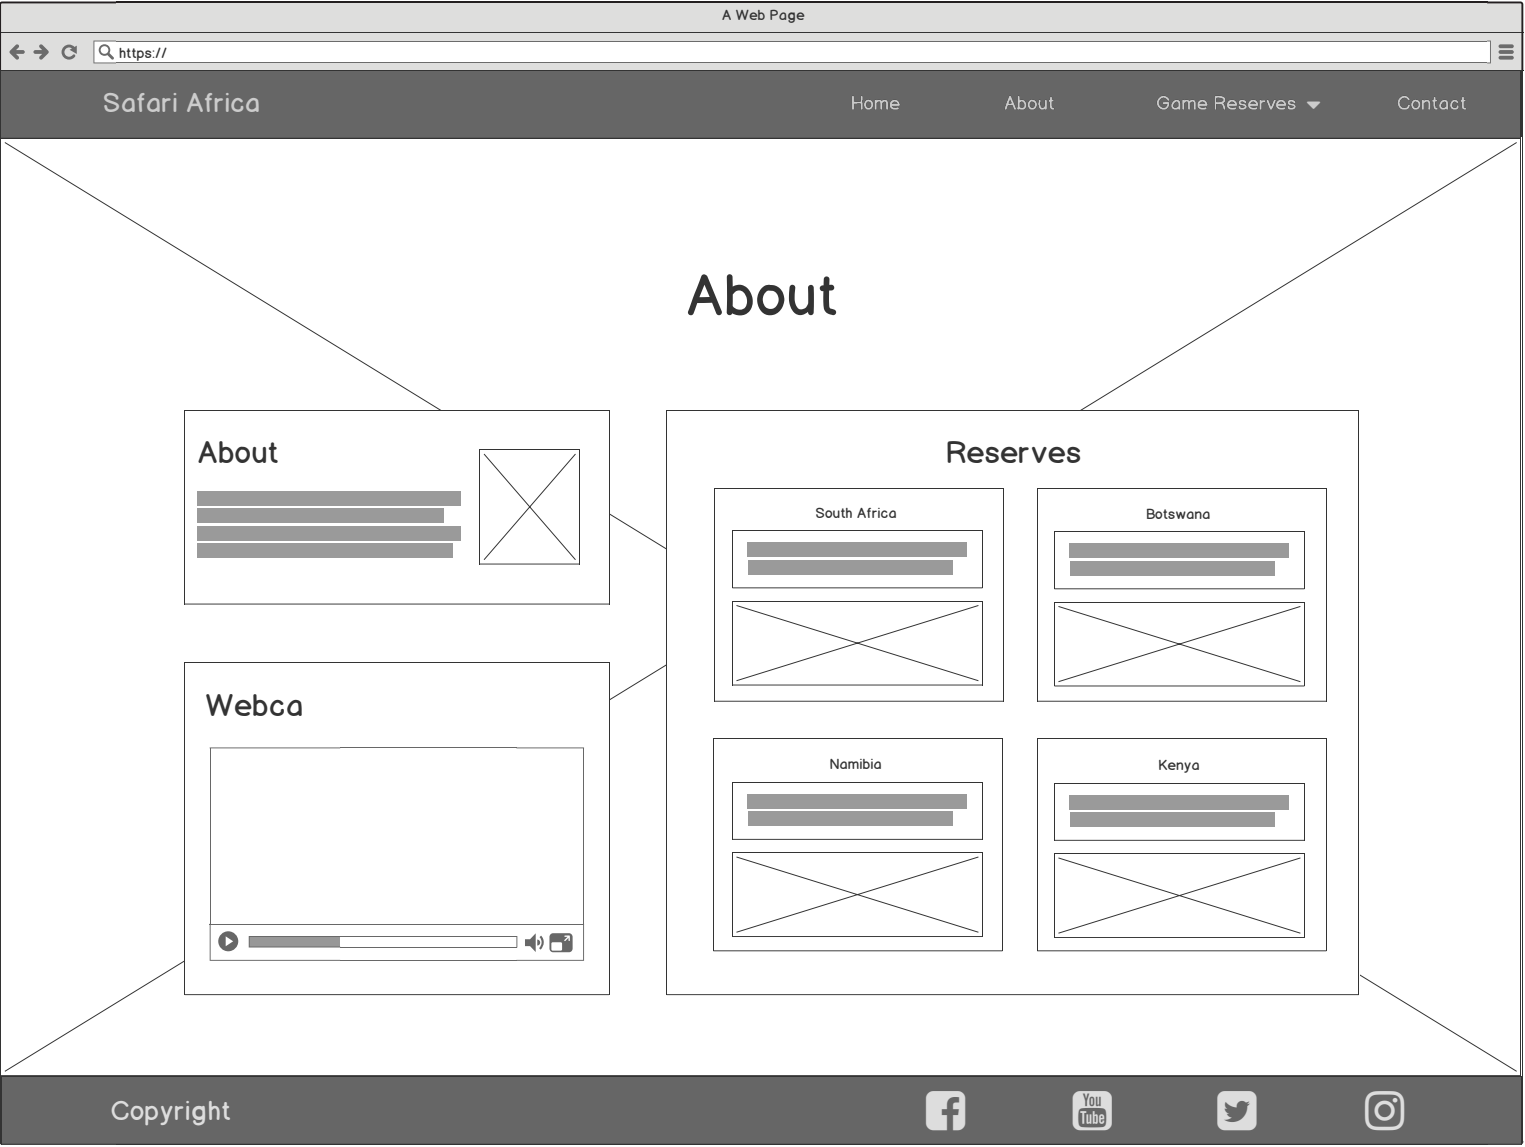 A Web Page
https://
Safari Africa
Home
About
Game Reserves
Contact
About
About
Webca
Reserves
South Africa
Botswana
Namibia
Kenya
Copyright
You
Tube